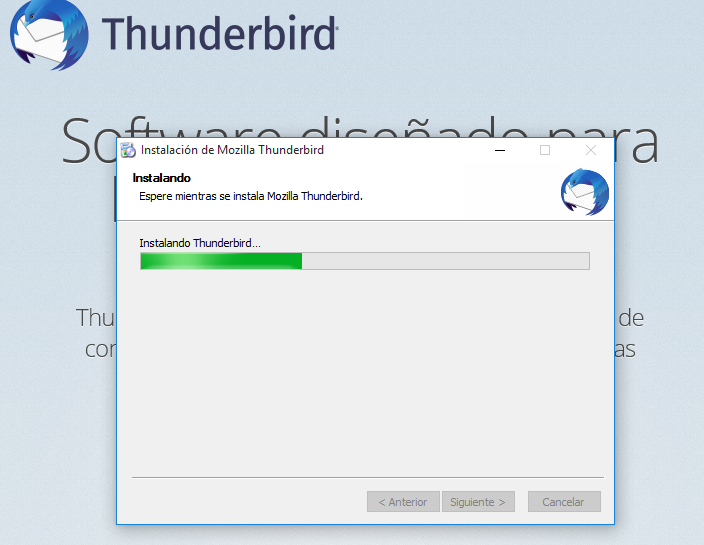 Thunderbird
Software diseñado para
Instalación de Mozilla Thunderbird
Instalando
Espere mientras se instala Mozilla Thunderbird.
Instalando Thunderbird...
Thu de
cor as
< Anterior Siguiente > Cancelar